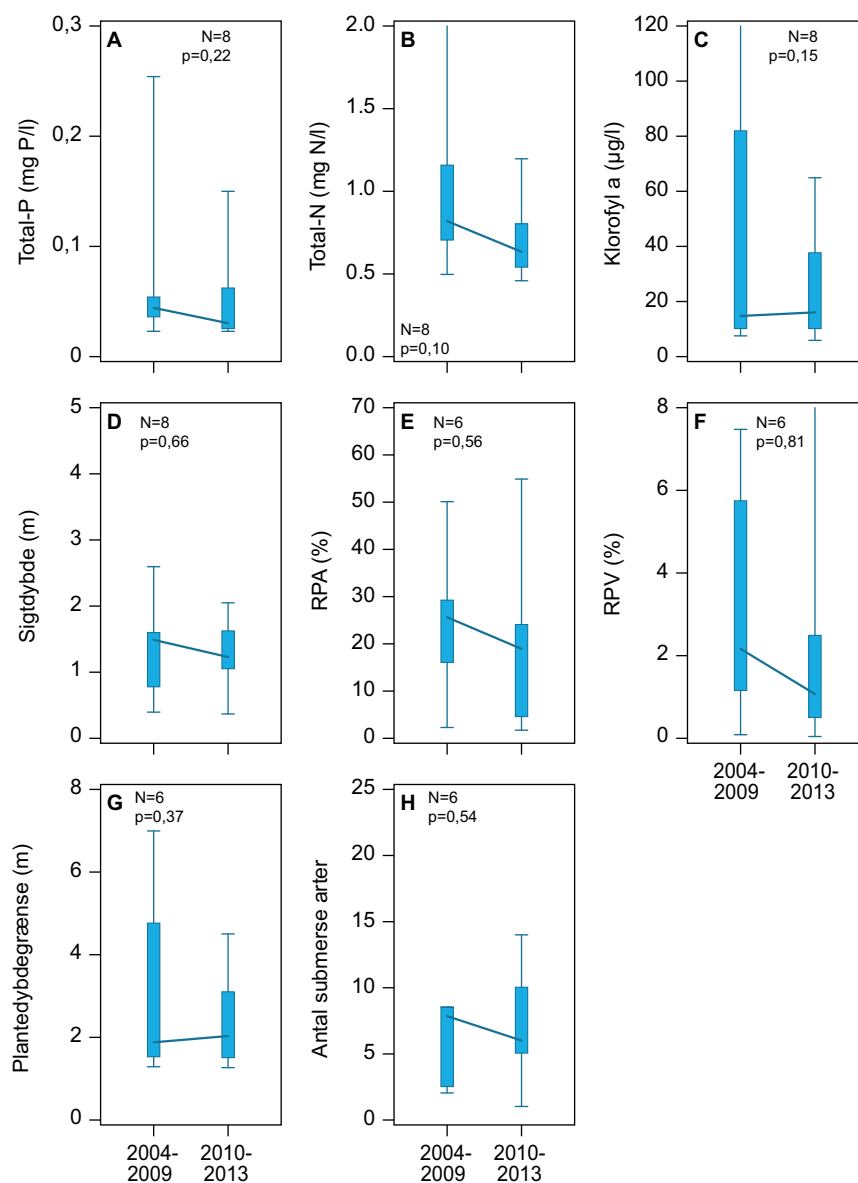 A
N=8
p=0,22
Total-P (mg P/l)
0,3
0,2
0,1
0
B
N=8
p=0,10
Total-N (mg N/l)
2.0
1.5
1.0
0.5
0.0
C
N=8
p=0,15
Klorofyl a (µg/l)
120
100
80
60
40
20
0
D
N=8
p=0,66
Sigtdybde (m)
5
4
3
2
1
0
E
N=6
p=0,56
RPA (%)
70
60
50
40
30
20
10
0
F
N=6
p=0,81
RPV (%)
8
6
4
2
0
2004-
2009
2010-
2013
G
N=6
p=0,37
Plantedybdegrænse (m)
8
6
4
2
0
2004-
2009
2010-
2013
H
N=6
p=0,54
Antal submerse arter
25
20
15
10
5
0
2004-
2009
2010-
2013